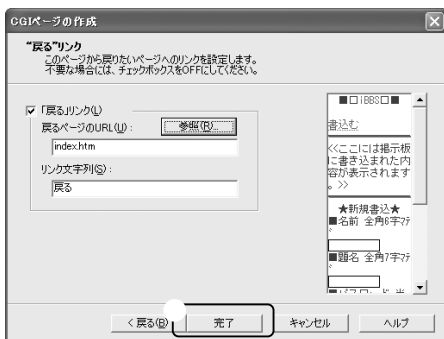 CGIページの作成
“戻る”リンク
このページから戻りたいページへのリンクを設定します。
不要な場合には、チェックボックスをOFFにしてください。
「戻る」リンク(L)
戻るページのURL(U):
参照(R)...
index.htm
リンク文字列(S):
戻る
■□iBBS□■
書込む
<<ここには掲示板
に書き込まれた内
容が表示されます
。>>
★新規書込★
■名前 全角6字マデ
■題名 全角7字マデ
< 戻る(B)
完了
キャンセル
ヘルプ